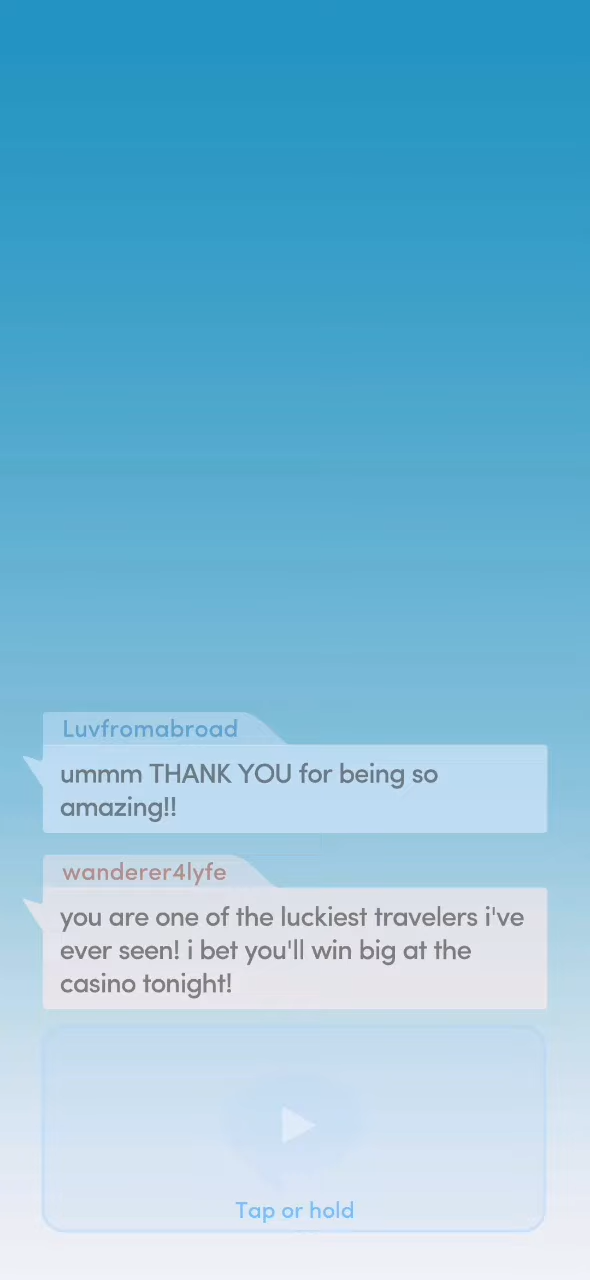 Luvfromabroad
ummm THANK YOU for being so
amazing!!
wanderer4lyfe
you are one of the luckiest travelers i've
ever seen! i bet you'll win big at the
casino tonight!
Tap or hold